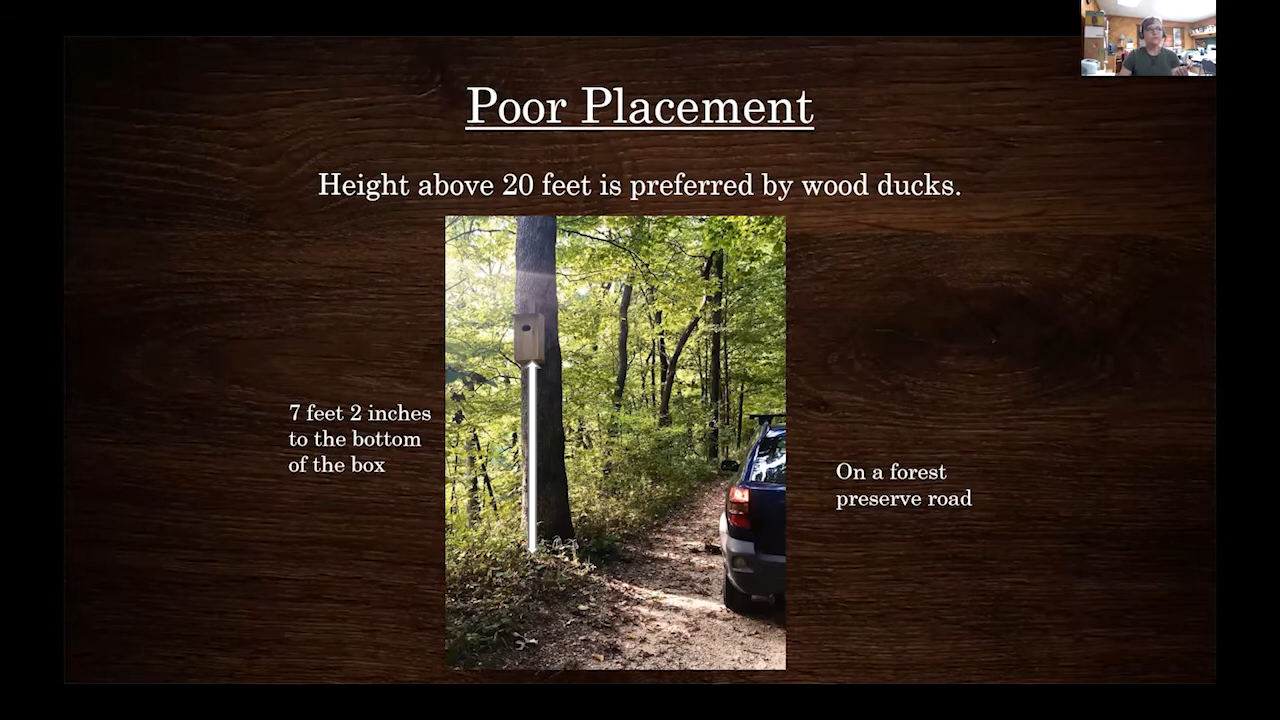 Poor Placement
Height above 20 feet is preferred by wood ducks.
7 feet 2 inches
to the bottom
of the box
On a forest
preserve road